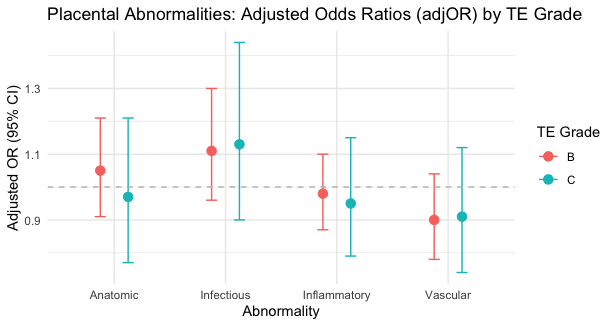 Placental Abnormalities: Adjusted Odds Ratios (adjOR) by TE Grade
Adjusted OR (95% CI)
1.3
1.1
0.9
Anatomic
Infectious
Inflammatory
Vascular
Abnormality
TE Grade
B
C